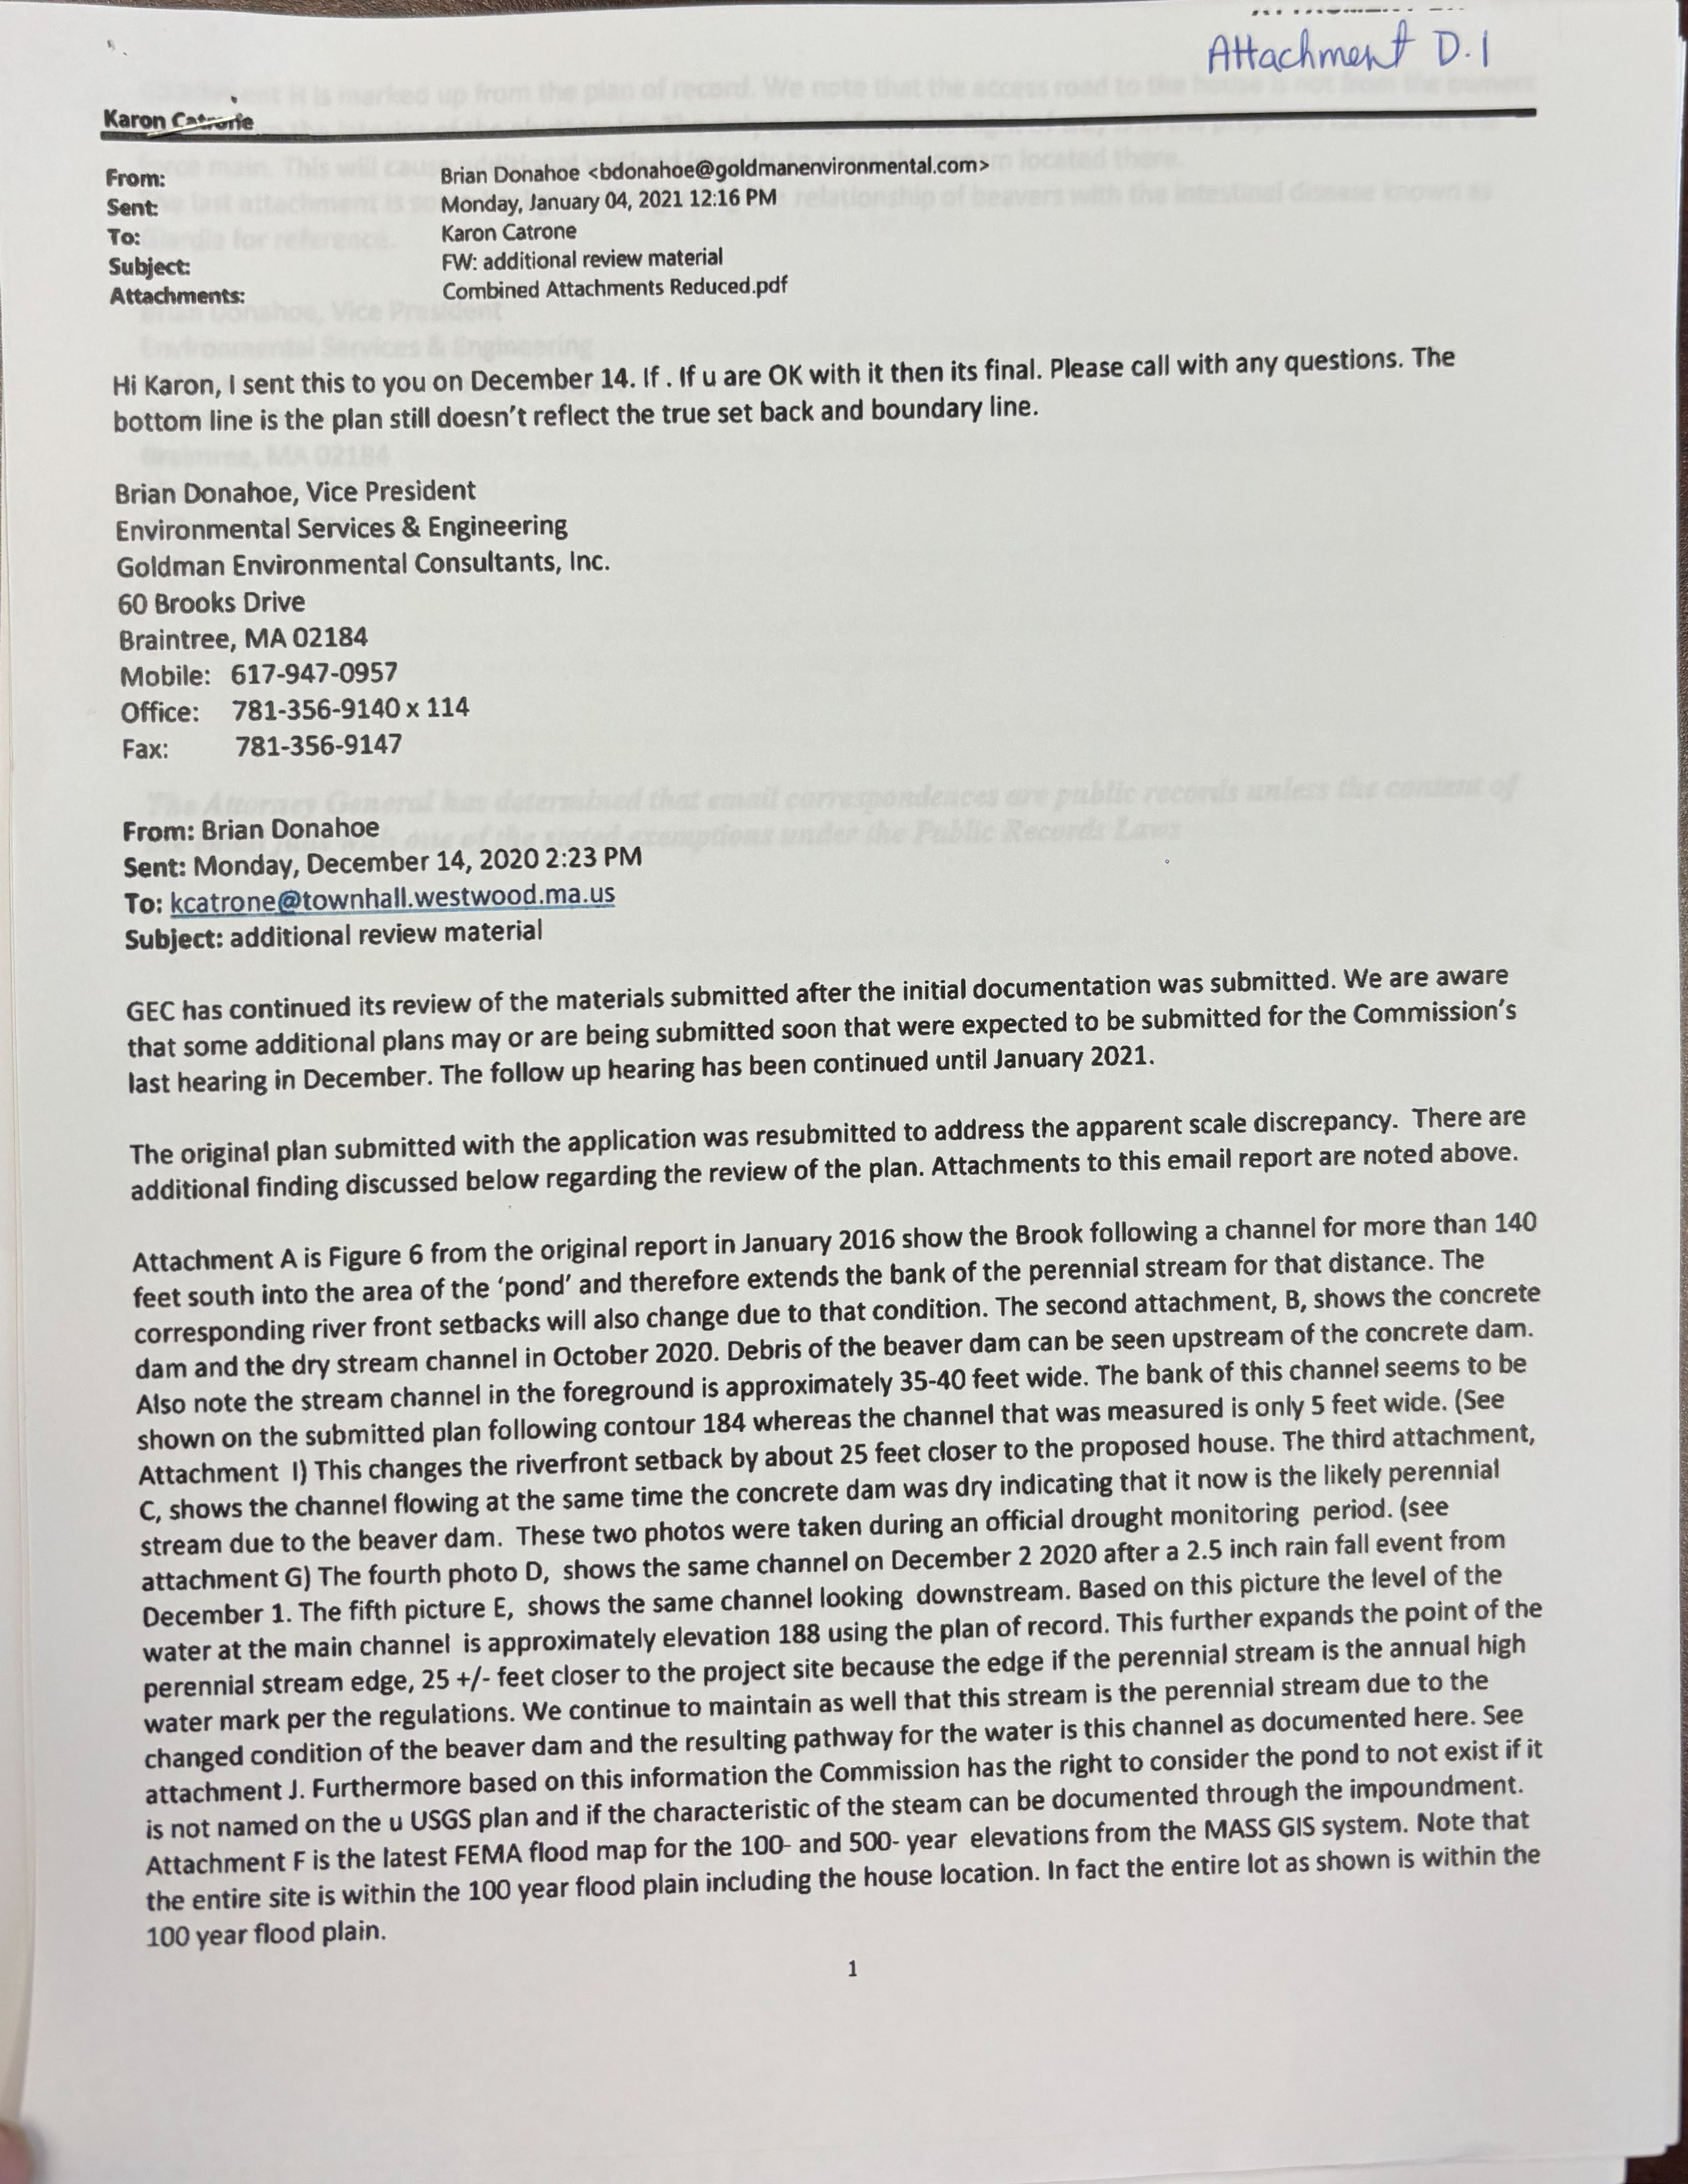 Attachment D.1
Karon Catrone
From: Brian Donahoe <bdonahoe@goldmanenvironmental.com>
Sent: Monday, January 04, 2021 12:16 PM
To: Karon Catrone
Subject: FW: additional review material
Attachments: Combined Attachments Reduced.pdf
Hi Karon, I sent this to you on December 14. If . If u are OK with it then its final. Please call with any questions. The
bottom line is the plan still doesn't reflect the true set back and boundary line.
Brian Donahoe, Vice President
Environmental Services & Engineering
Goldman Environmental Consultants, Inc.
60 Brooks Drive
Braintree, MA 02184
Mobile: 617-947-0957
Office: 781-356-9140 x 114
Fax: 781-356-9147
The Attorney General has determined that email correspondences are public records unless the content of
one of the stated exemptions under the Public Records Laws
From: Brian Donahoe
Sent: Monday, December 14, 2020 2:23 PM
To: kcatrone@townhall.westwood.ma.us
Subject: additional review material
GEC has continued its review of the materials submitted after the initial documentation was submitted. We are aware
that some additional plans may or are being submitted soon that were expected to be submitted for the Commission's
last hearing in December. The follow up hearing has been continued until January 2021.
The original plan submitted with the application was resubmitted to address the apparent scale discrepancy. There are
additional finding discussed below regarding the review of the plan. Attachments to this email report are noted above.
Attachment A is Figure 6 from the original report in January 2016 show the Brook following a channel for more than 140
feet south into the area of the 'pond' and therefore extends the bank of the perennial stream for that distance. The
corresponding river front setbacks will also change due to that condition. The second attachment, B, shows the concrete
dam and the dry stream channel in October 2020. Debris of the beaver dam can be seen upstream of the concrete dam.
Also note the stream channel in the foreground is approximately 35-40 feet wide. The bank of this channel seems to be
shown on the submitted plan following contour 184 whereas the channel that was measured is only 5 feet wide. (See
Attachment I) This changes the riverfront setback by about 25 feet closer to the proposed house. The third attachment,
C, shows the channel flowing at the same time the concrete dam was dry indicating that it now is the likely perennial
stream due to the beaver dam. These two photos were taken during an official drought monitoring period. (see
attachment G) The fourth photo D, shows the same channel on December 2 2020 after a 2.5 inch rain fall event from
December 1. The fifth picture E, shows the same channel looking downstream. Based on this picture the level of the
water at the main channel is approximately elevation 188 using the plan of record. This further expands the point of the
perennial stream edge, 25 +/- feet closer to the project site because the edge if the perennial stream is the annual high
water mark per the regulations. We continue to maintain as well that this stream is the perennial stream due to the
changed condition of the beaver dam and the resulting pathway for the water is this channel as documented here. See
attachment J. Furthermore based on this information the Commission has the right to consider the pond to not exist if it
is not named on the u USGS plan and if the characteristic of the steam can be documented through the impoundment.
Attachment F is the latest FEMA flood map for the 100- and 500- year elevations from the MASS GIS system. Note that
the entire site is within the 100 year flood plain including the house location. In fact the entire lot as shown is within the
100 year flood plain.
1